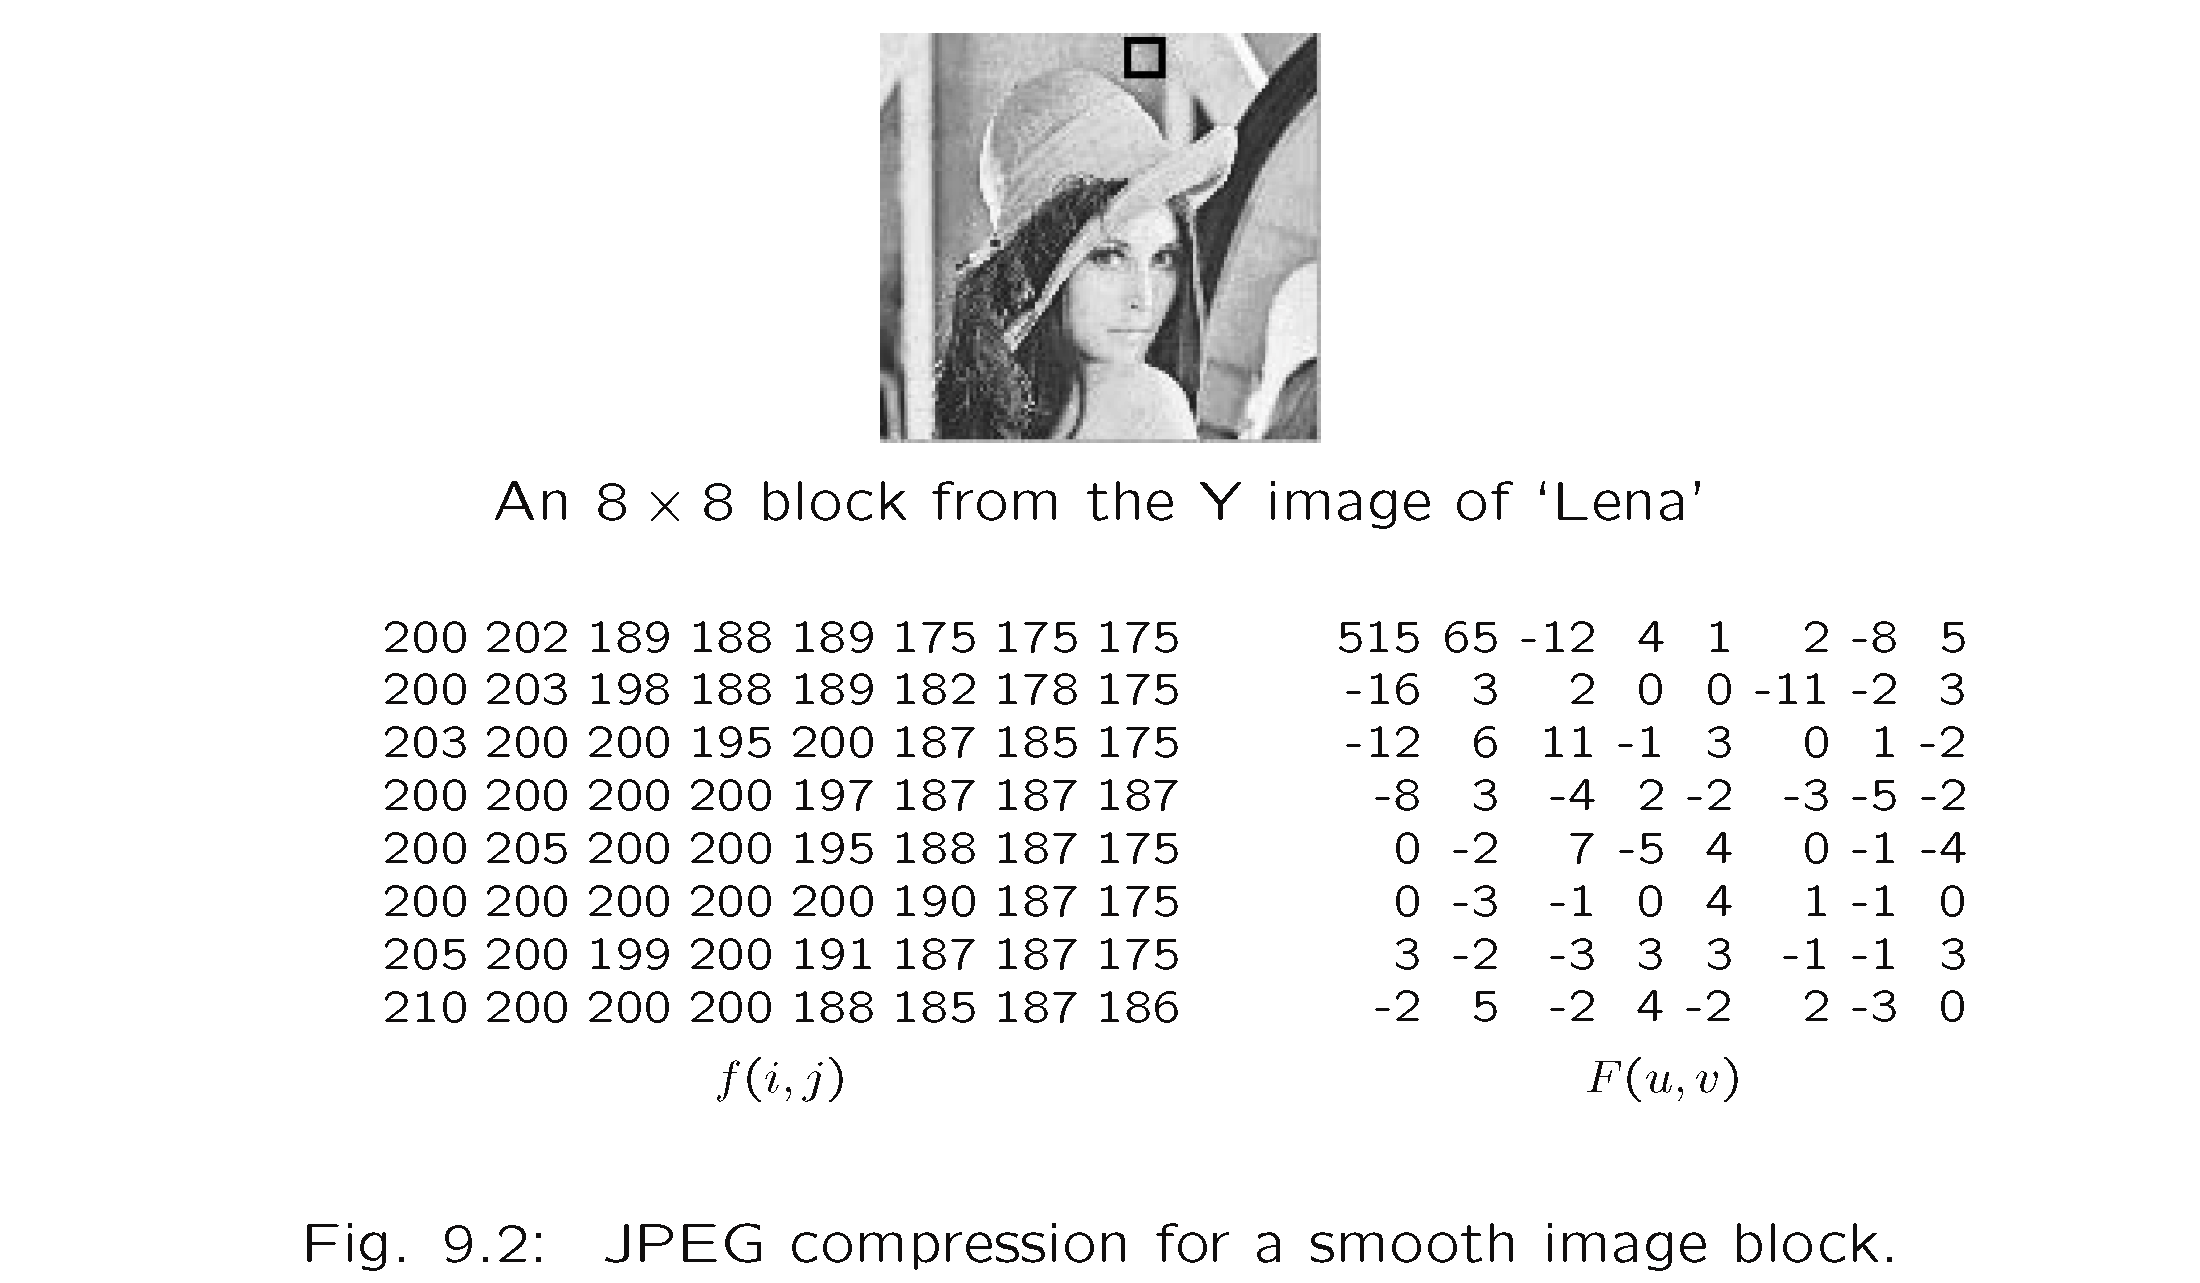 An 8 × 8 block from the Y image of ‘Lena’
200 202 189 188 189 175 175 175
200 203 198 188 189 182 178 175
203 200 200 195 200 187 185 175
200 200 200 200 197 187 187 187
200 205 200 200 195 188 187 175
200 200 200 200 200 190 187 175
205 200 199 200 191 187 187 175
210 200 200 200 188 185 187 186
f(i, j)
515 65 -12 4 1 2 -8 5
-16 3 2 0 0 -11 -2 3
-12 6 11 -1 3 0 1 -2
-8 3 -4 2 -2 -3 -5 -2
0 -2 7 -5 4 0 -1 -4
0 -3 -1 0 4 1 -1 0
3 -2 -3 3 3 -1 -1 3
-2 5 -2 4 -2 2 -3 0
F(u, v)
Fig. 9.2: JPEG compression for a smooth image block.